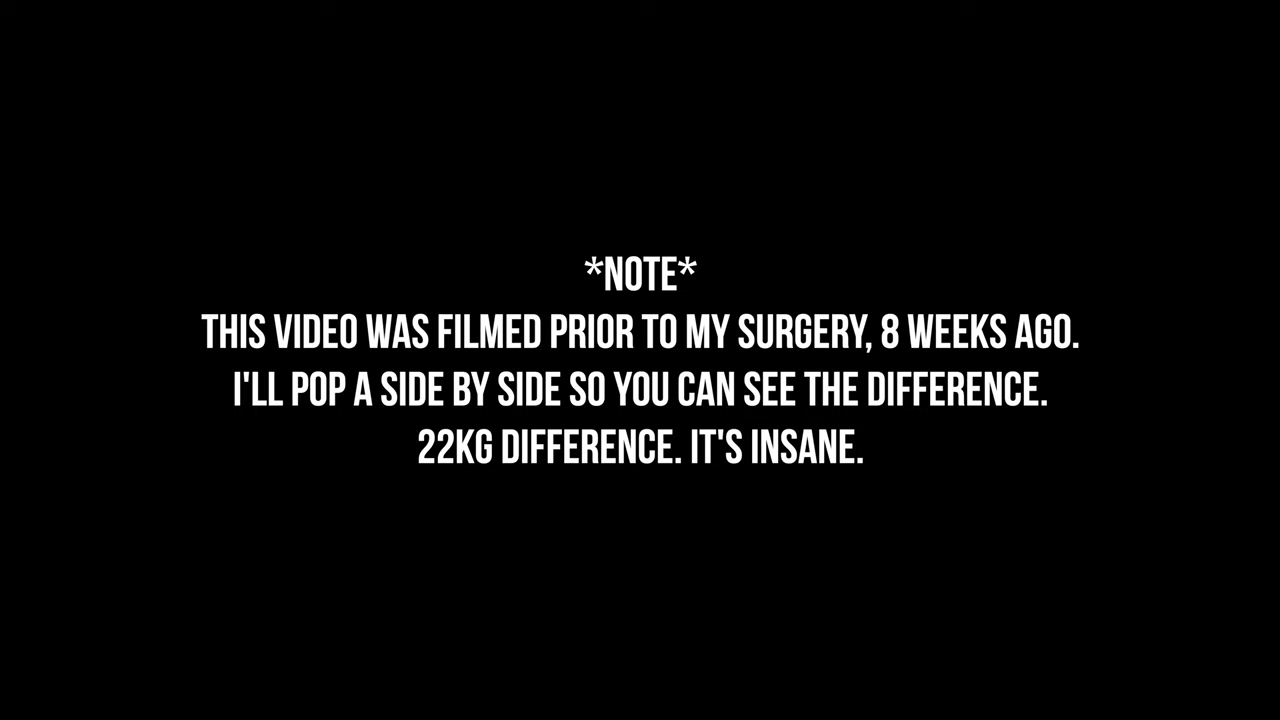 *NOTE*
THIS VIDEO WAS FILMED PRIOR TO MY SURGERY, 8 WEEKS AGO.
I'LL POP A SIDE BY SIDE SO YOU CAN SEE THE DIFFERENCE.
22KG DIFFERENCE. IT'S INSANE.